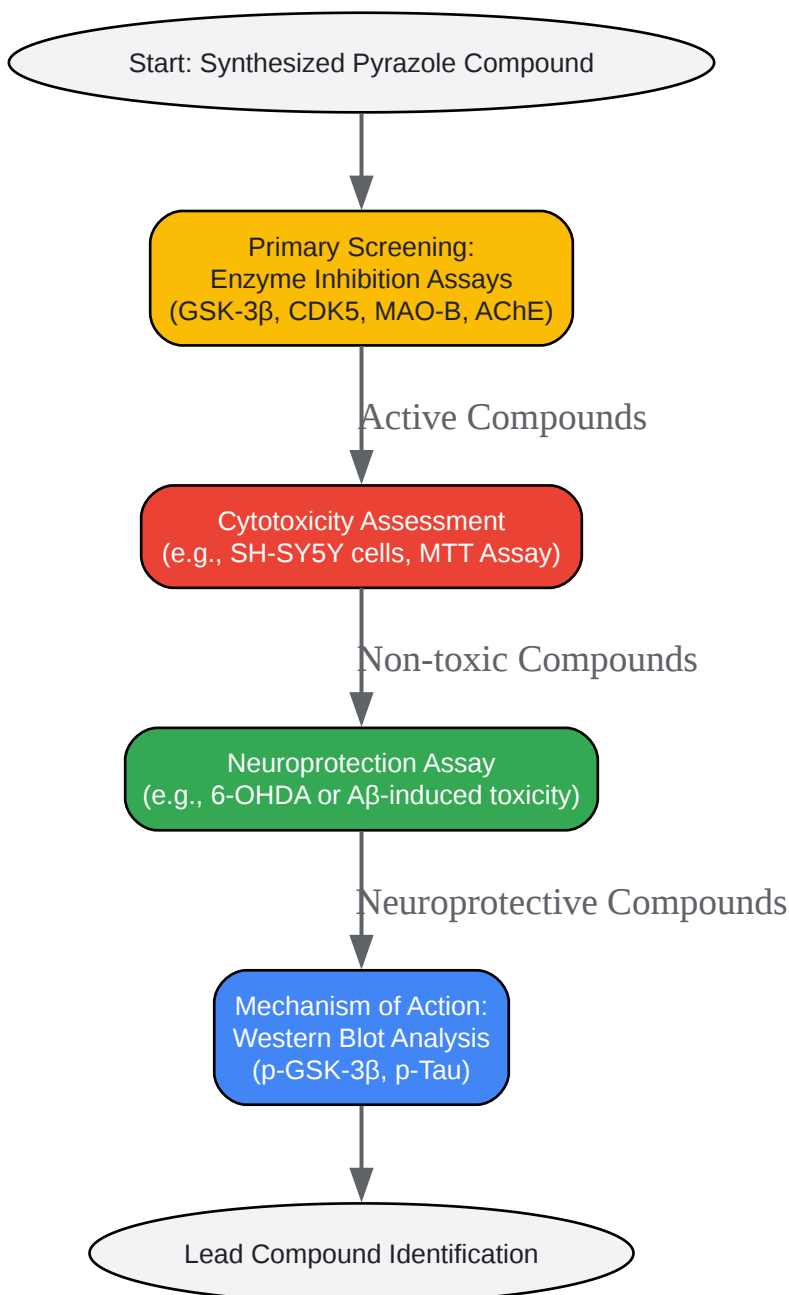 Start: Synthesized Pyrazole Compound
Primary Screening:
Enzyme Inhibition Assays
(GSK-3β, CDK5, MAO-B, AChE)
Active Compounds
Cytotoxicity Assessment
(e.g., SH-SY5Y cells, MTT Assay)
Non-toxic Compounds
Neuroprotection Assay
(e.g., 6-OHDA or Aβ-induced toxicity)
Neuroprotective Compounds
Mechanism of Action:
Western Blot Analysis
(p-GSK-3β, p-Tau)
Lead Compound Identification